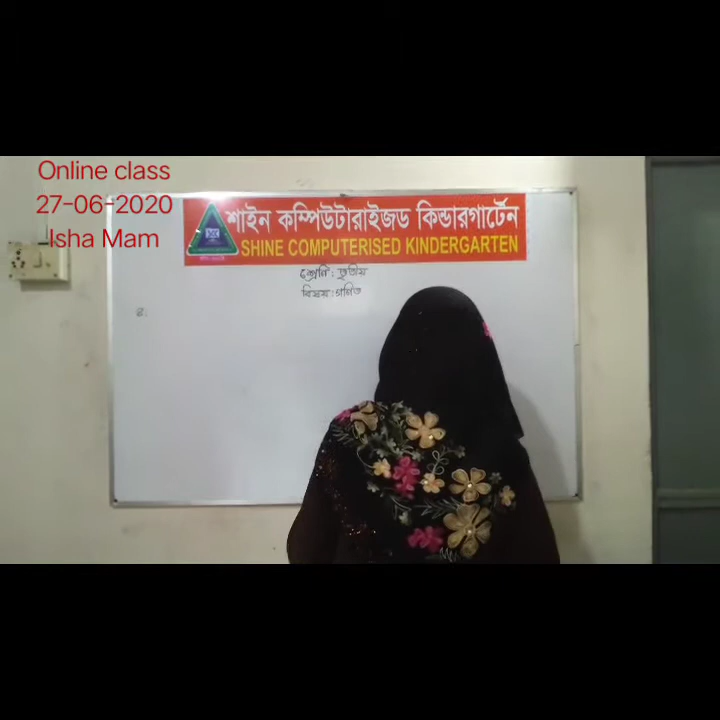 Online class
27-06-2020
Isha Mam
শাইন কম্পিউটারাইজড কিন্ডারগার্টেন
SHINE COMPUTERISED KINDERGARTEN
শ্রেণি : তৃতীয়
বিষয় : গণিত